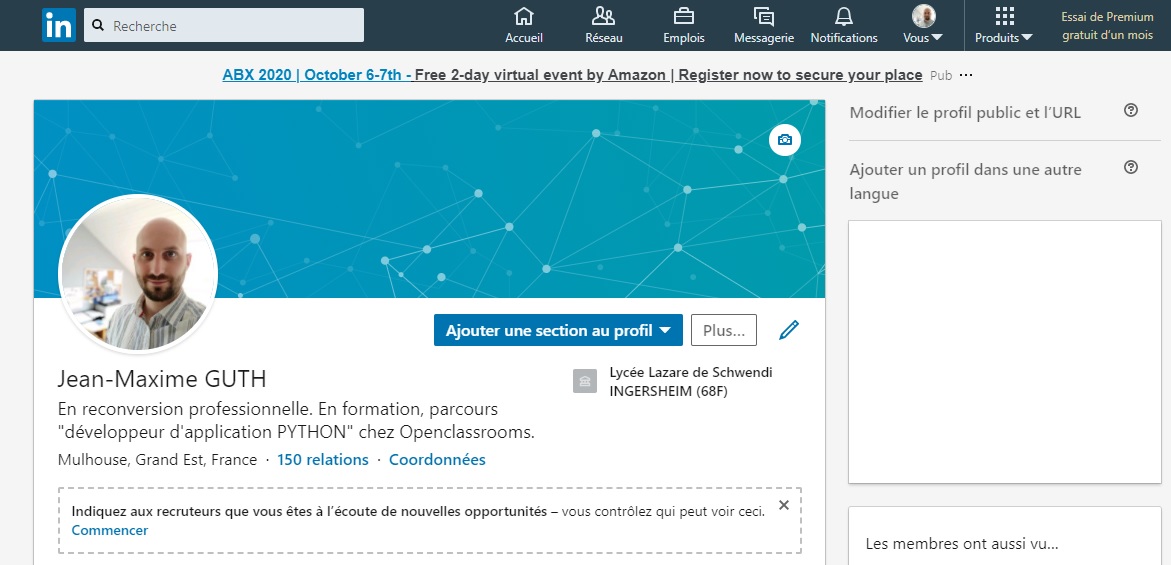 in
Recherche
Accueil
Réseau
Emplois
Messagerie
Notifications
Vous
Produits
Essai de Premium
gratuit d'un mois
ABX 2020 | October 6-7th - Free 2-day virtual event by Amazon | Register now to secure your place Pub ...
Modifier le profil public et l'URL
Ajouter un profil dans une autre
langue
Ajouter une section au profil
Plus...
Jean-Maxime GUTH
En reconversion professionnelle. En formation, parcours
"développeur d'application PYTHON" chez Openclassrooms.
Mulhouse, Grand Est, France · 150 relations · Coordonnées
Lycée Lazare de Schwendi
INGERSHEIM (68F)
Indiquez aux recruteurs que vous êtes à l'écoute de nouvelles opportunités – vous contrôlez qui peut voir ceci.
Commencer
Les membres ont aussi vu...